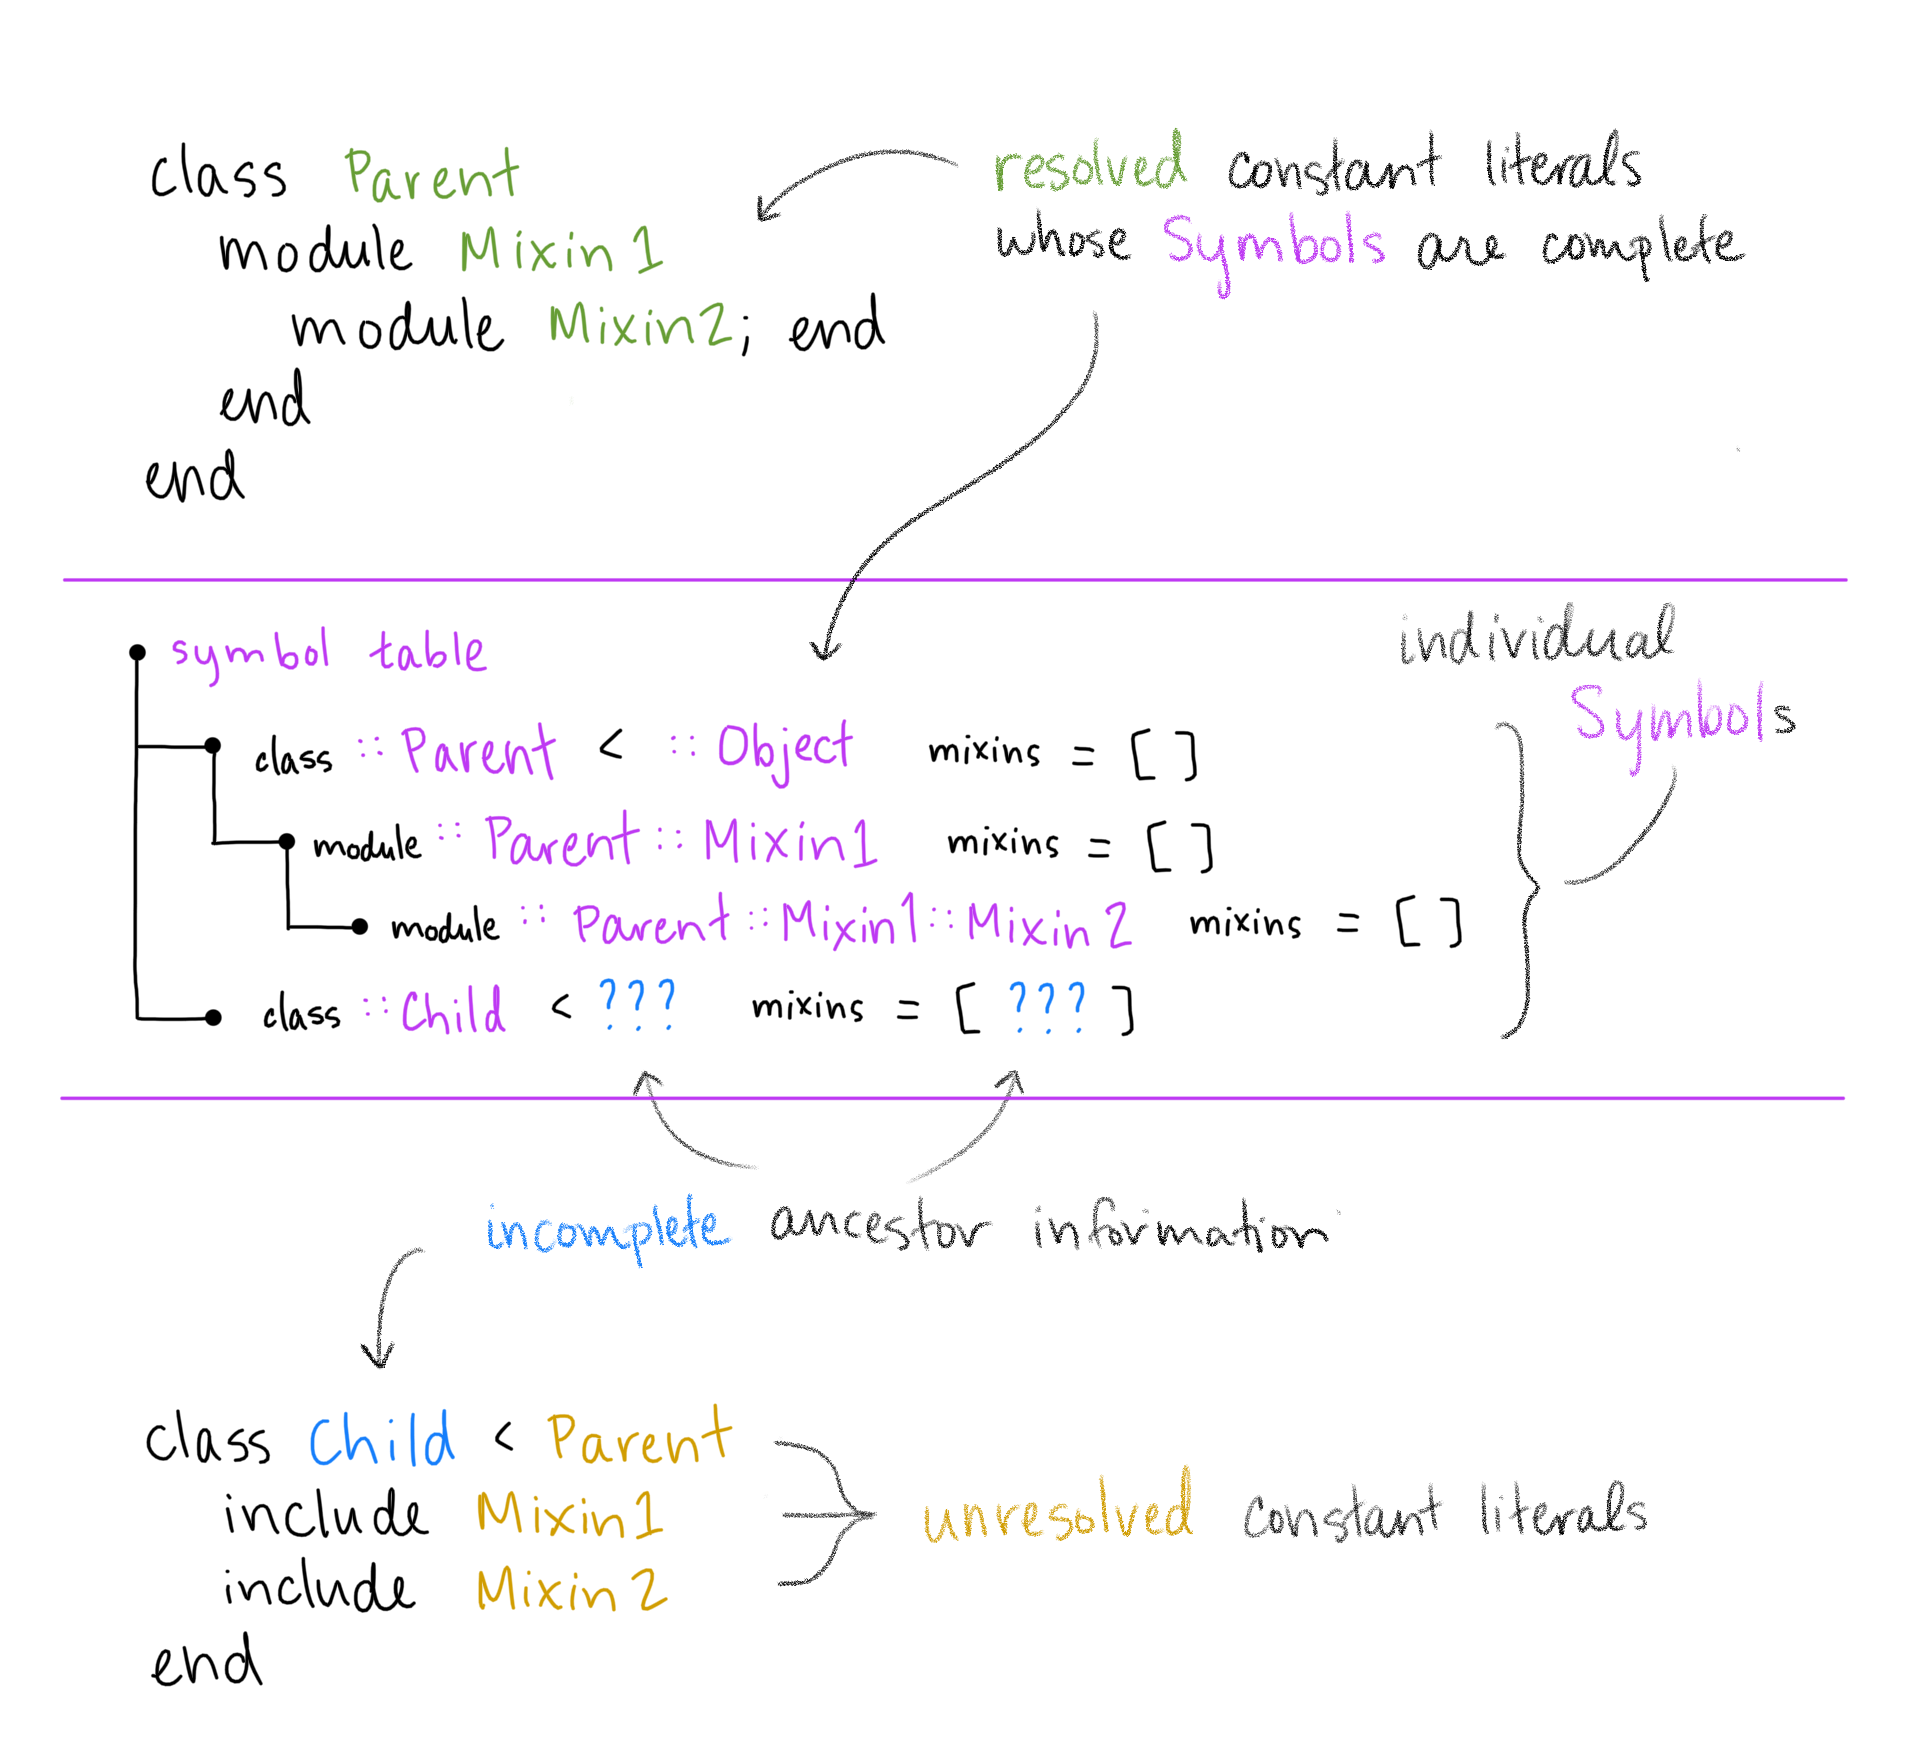 class Parent
module Mixin1
module Mixin2; end
end
end
resolved constant literals
whose Symbols are complete
symbol table
class ::Parent < ::Object mixins = [ ]
module ::Parent::Mixin1 mixins = [ ]
module ::Parent::Mixin1::Mixin2 mixins = [ ]
class ::Child < ??? mixins = [ ??? ]
individual
Symbols
incomplete ancestor information
class Child < Parent
include Mixin1
include Mixin2
end
unresolved constant literals